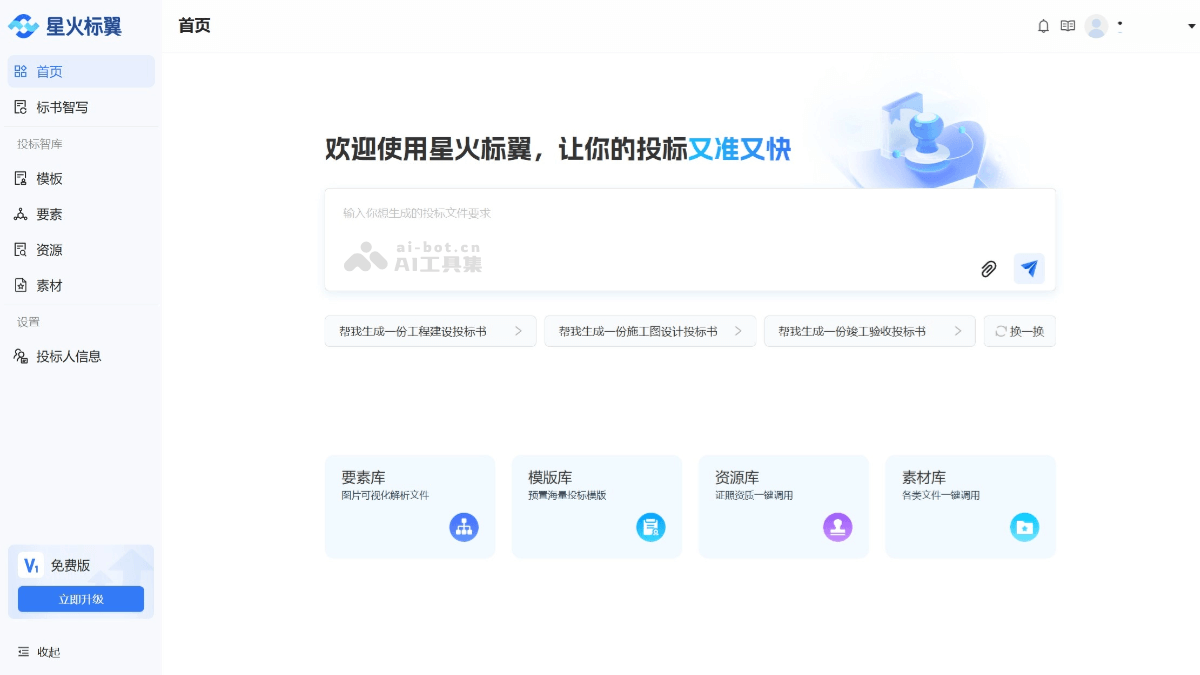 星火标翼
首页
首页
标书智写
投标智库
模板
要素
资源
素材
设置
投标人信息
欢迎使用星火标翼，让你的投标又准又快
输入你想生成的投标文件要求
ai-bot.cn
AI工具集
帮我生成一份工程建设投标书
帮我生成一份施工图设计投标书
帮我生成一份竣工验收投标书
换一换
要素库
图片可视化解析文件
模版库
预置海量投标模版
资源库
证照资质一键调用
素材库
各类文件一键调用
V1 免费版
立即升级
收起